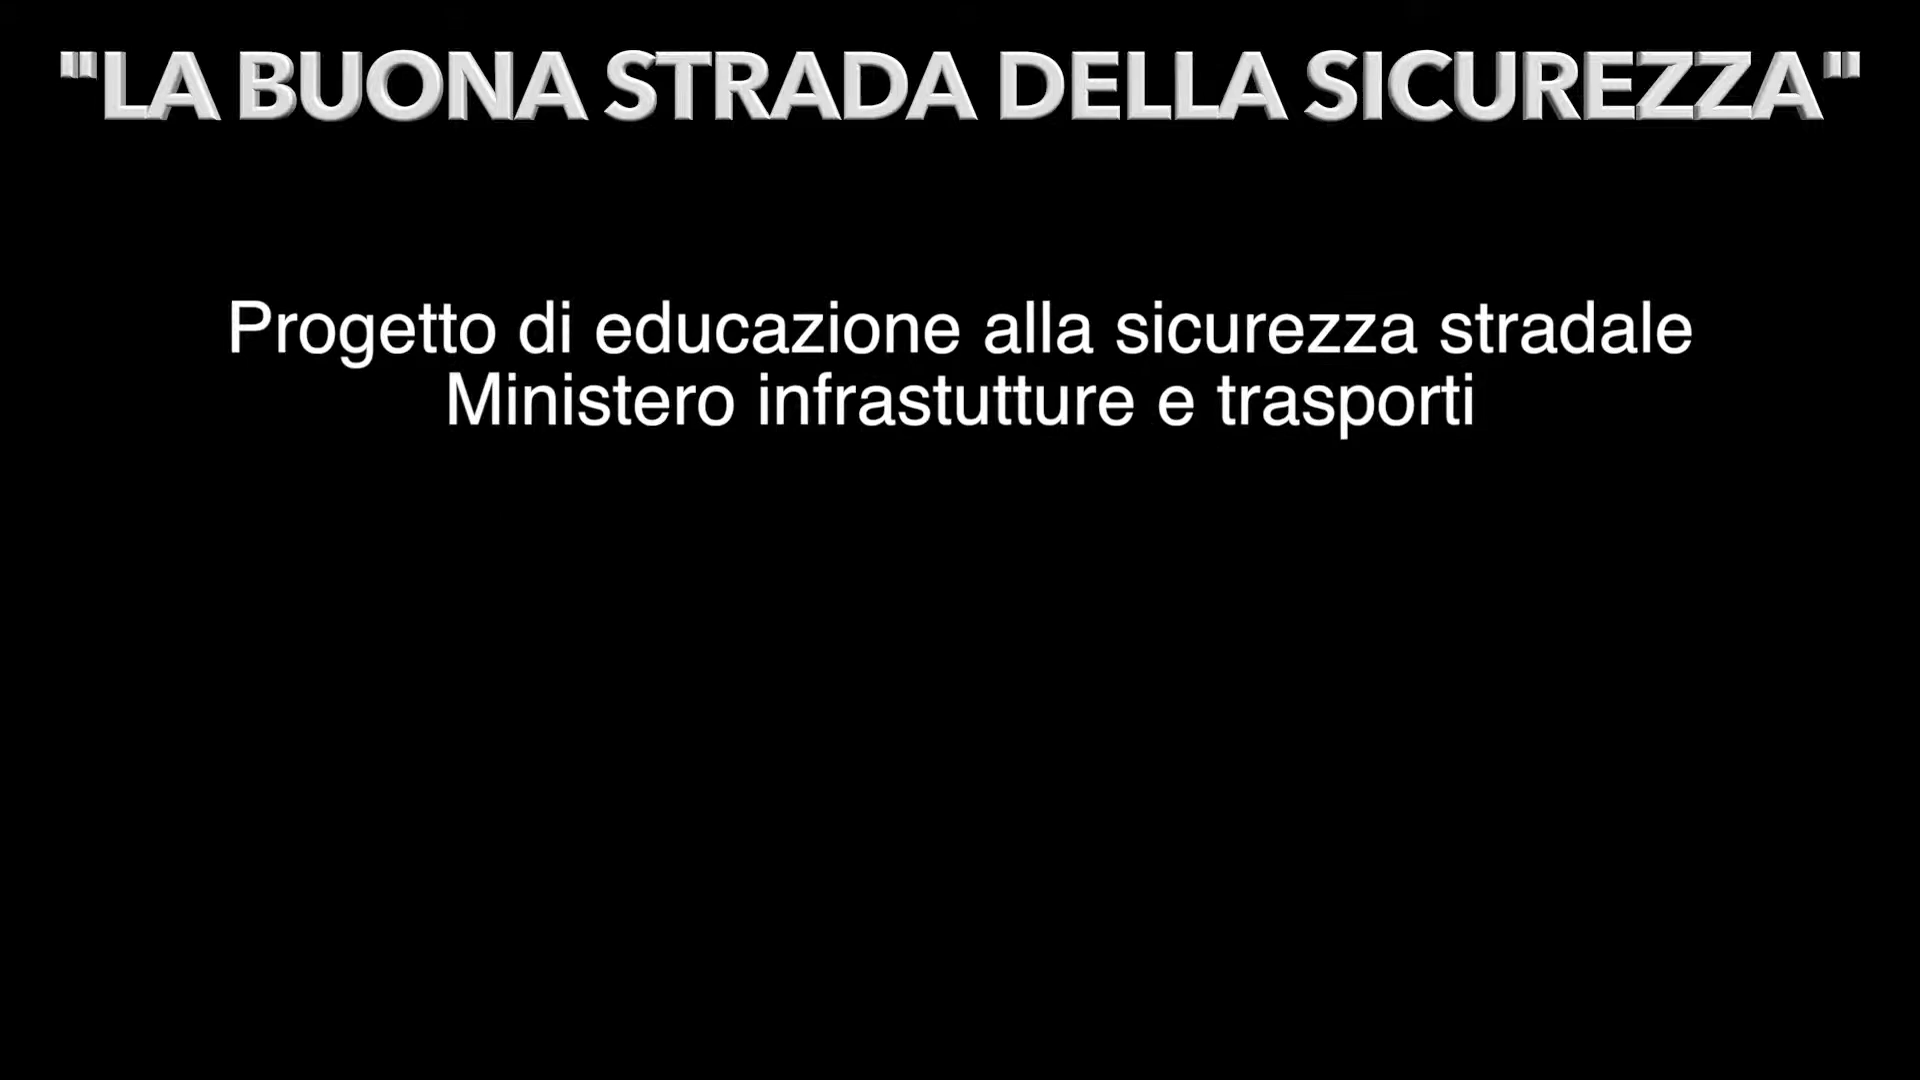 "LA BUONA STRADA DELLA SICUREZZA"
Progetto di educazione alla sicurezza stradale
Ministero infrastutture e trasporti